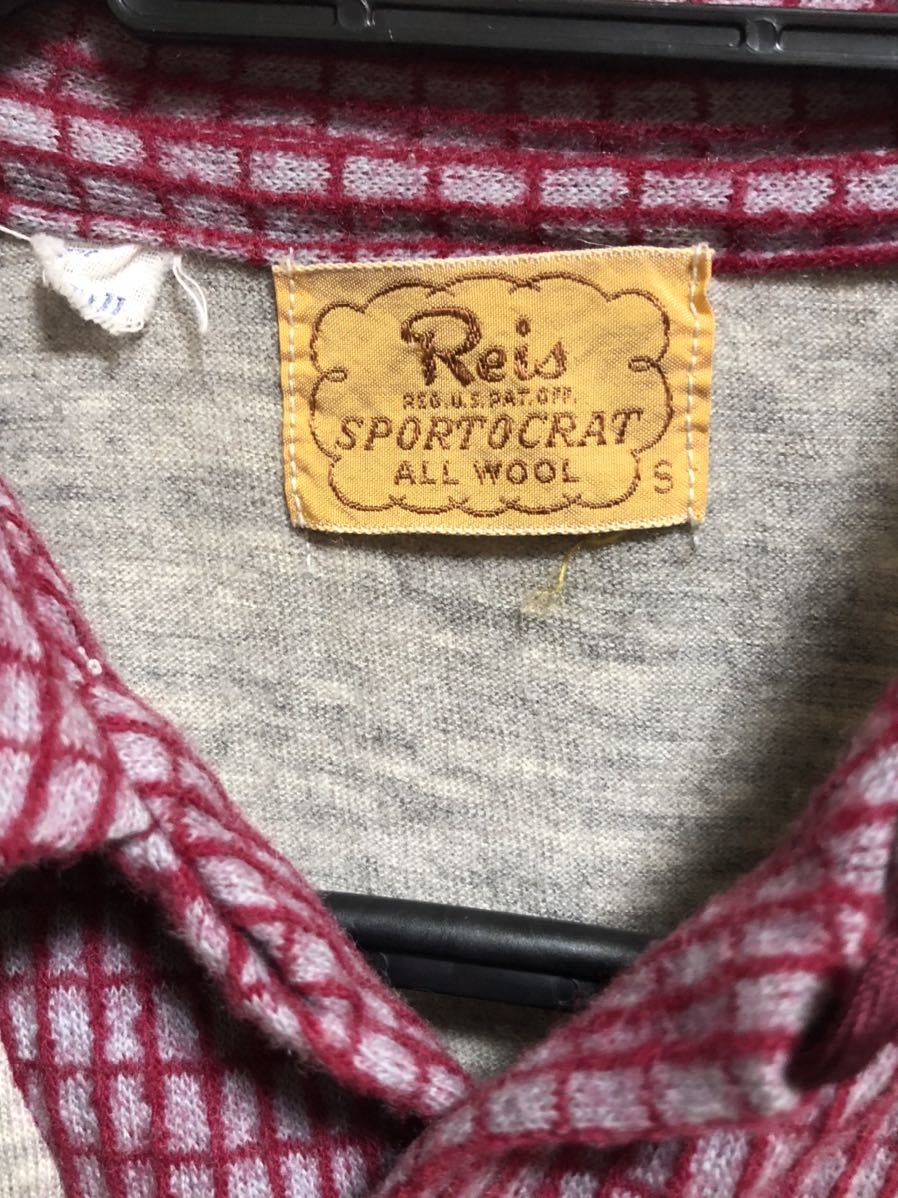 Reis
REG. U.S. PAT. OFF.
SPORTOCRAT
ALL WOOL
S